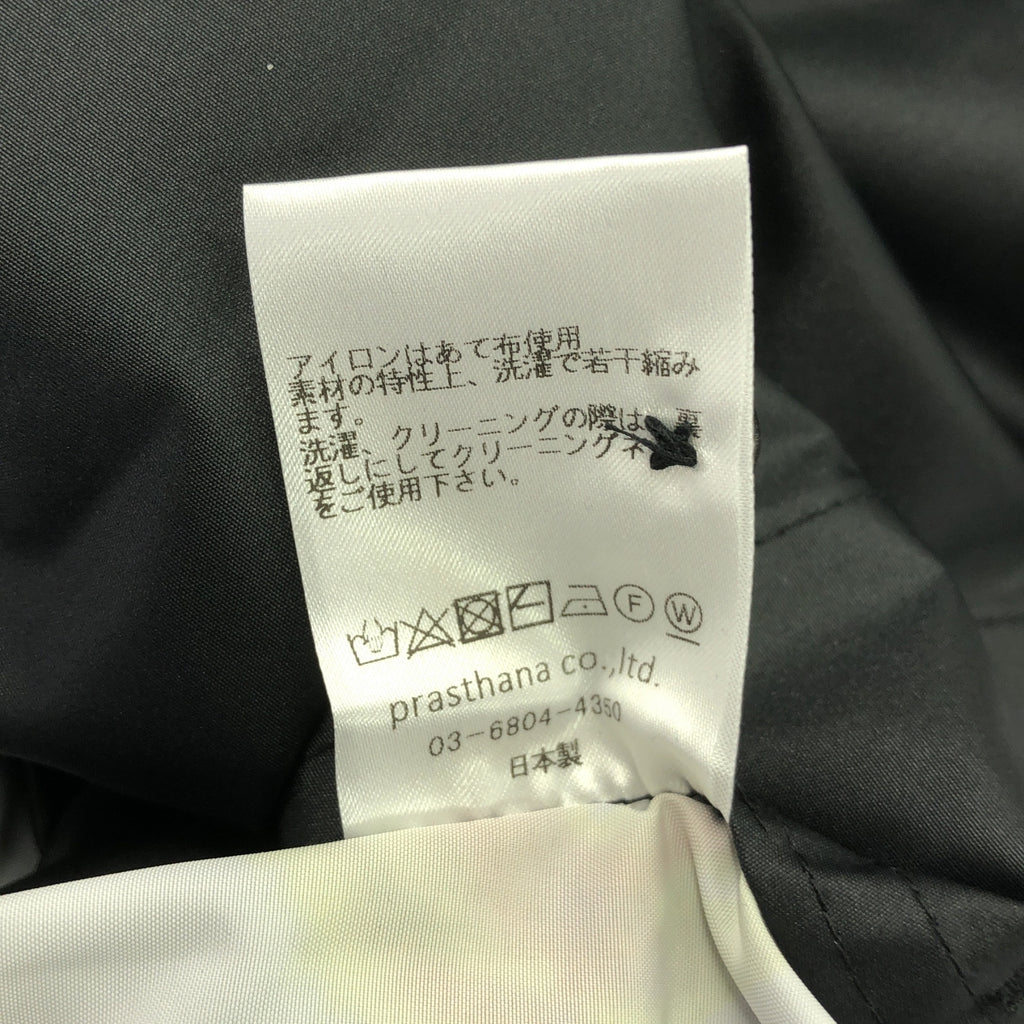 アイロンはあて布使用
素材の特性上、洗濯で若干縮み
ます。
洗濯、クリーニングの際は、裏
返しにしてクリーニングネ
をご使用下さい。
F W
prasthana co.,ltd.
03-6804-4350
日本製